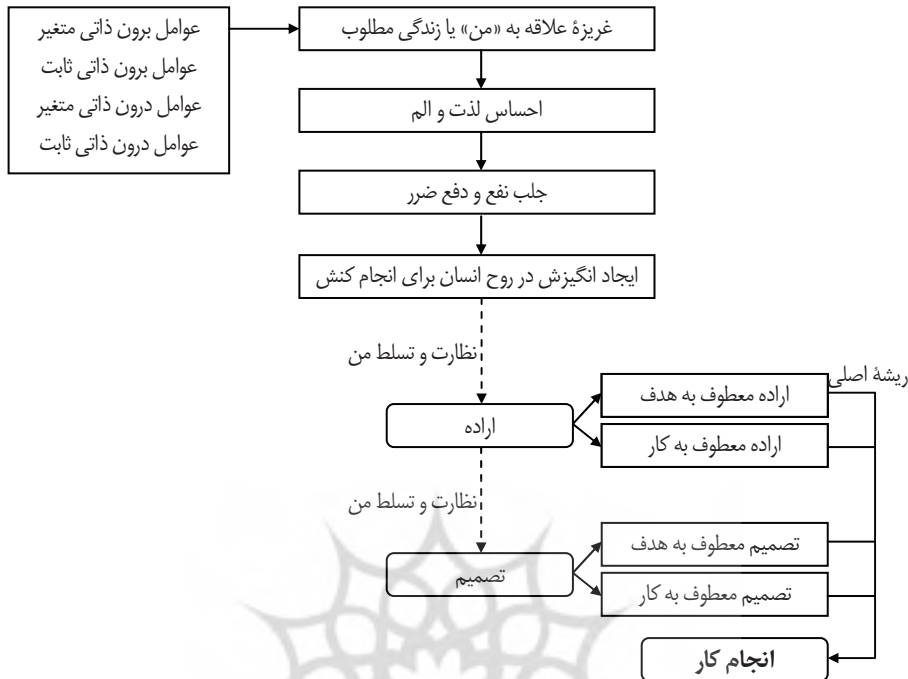 عوامل برون ذاتی متغیر
عوامل برون ذاتی ثابت
عوامل درون ذاتی متغیر
عوامل درون ذاتی ثابت
غریزهٔ علاقه به «من» یا زندگی مطلوب
احساس لذت و الم
جلب نفع و دفع ضرر
ایجاد انگیزش در روح انسان برای انجام کنش
نظارت و تسلط من
ریشهٔ اصلی
اراده معطوف به هدف
اراده
اراده معطوف به کار
نظارت و تسلط من
تصمیم معطوف به هدف
تصمیم
تصمیم معطوف به کار
انجام کار